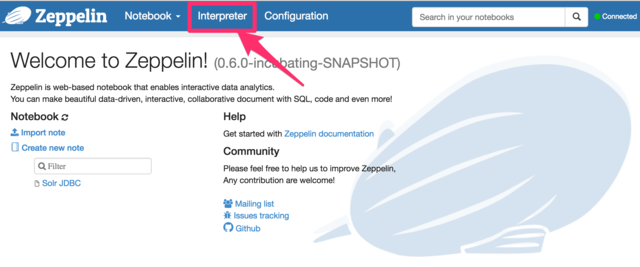 Zeppelin
Notebook
Interpreter
Configuration
Search in your notebooks
Connected
Welcome to Zeppelin! (0.6.0-incubating-SNAPSHOT)
Zeppelin is web-based notebook that enables interactive data analytics.
You can make beautiful data-driven, interactive, collaborative document with SQL, code and even more!
Notebook
Import note
Create new note
Filter
Solr JDBC
Help
Get started with Zeppelin documentation
Community
Please feel free to help us to improve Zeppelin,
Any contribution are welcome!
Mailing list
Issues tracking
Github